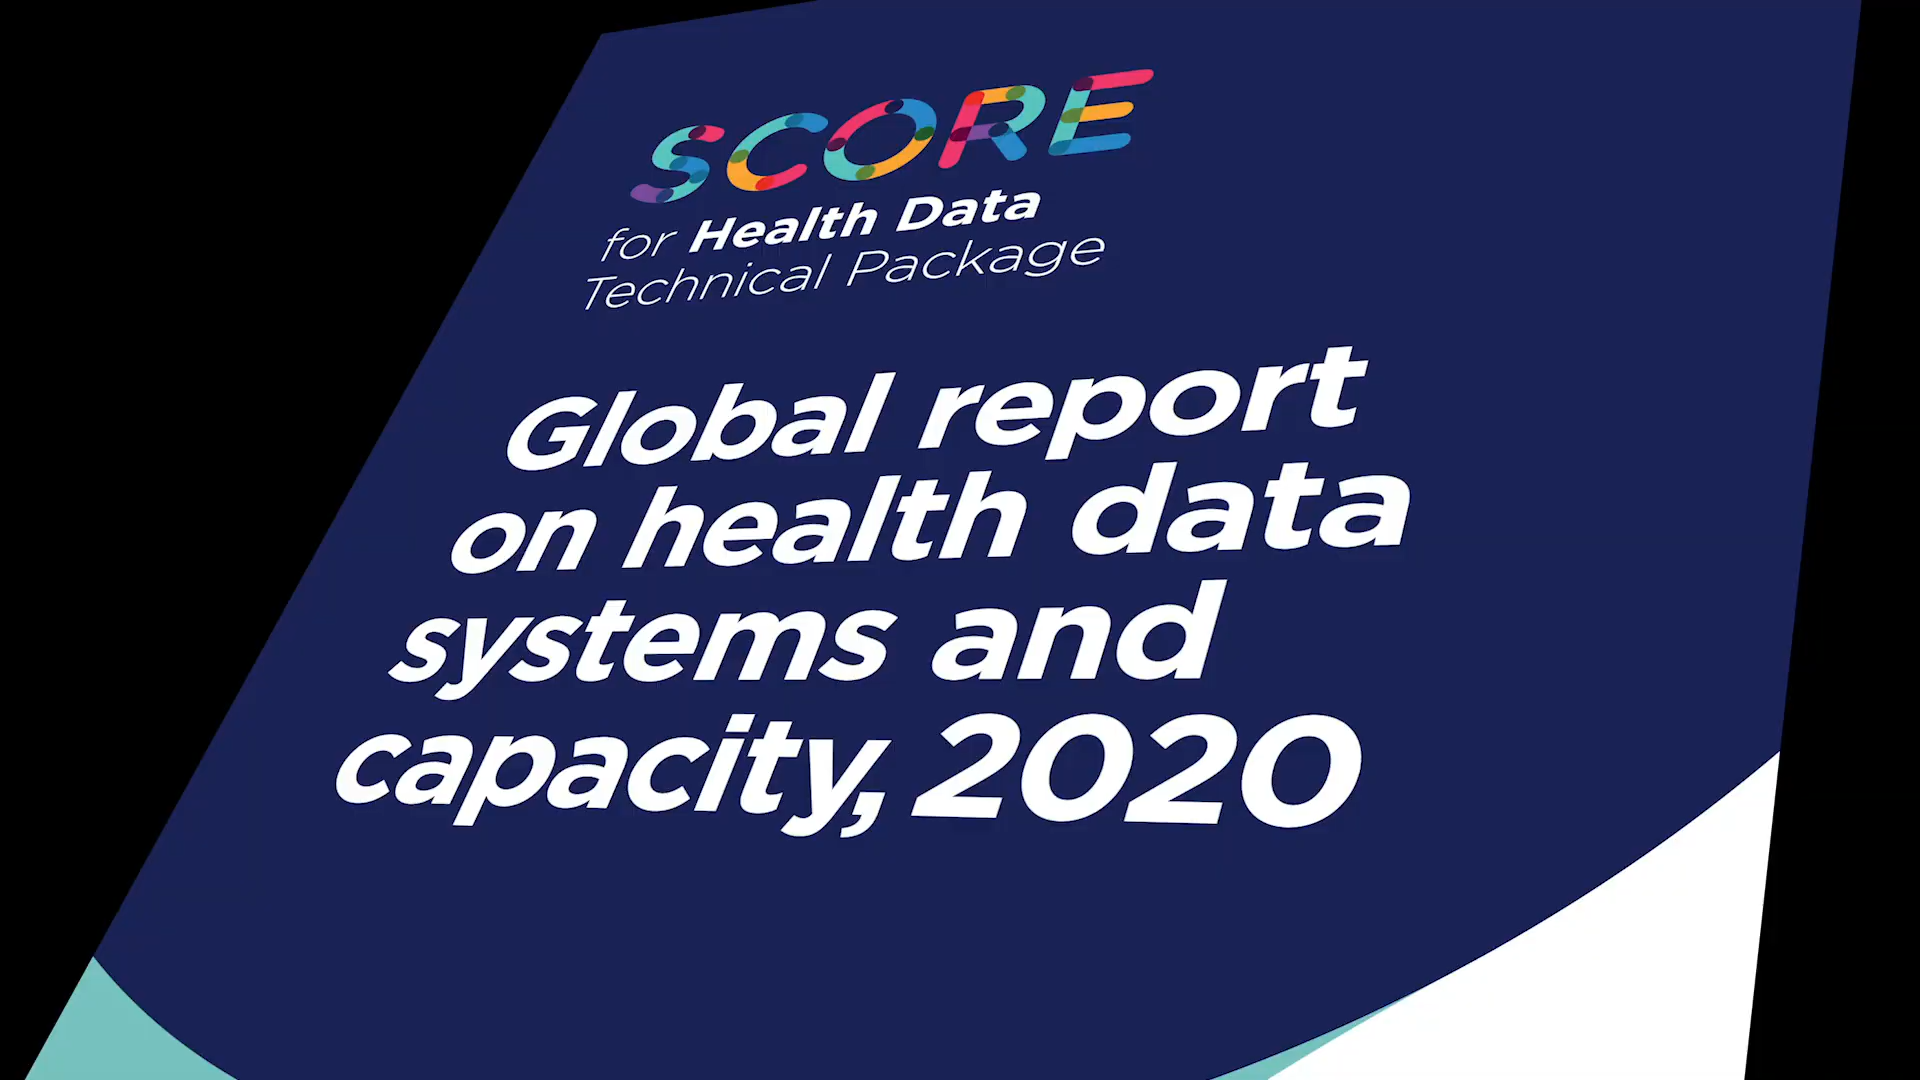 SCORE
for Health Data
Technical Package
Global report
on health data
systems and
capacity, 2020